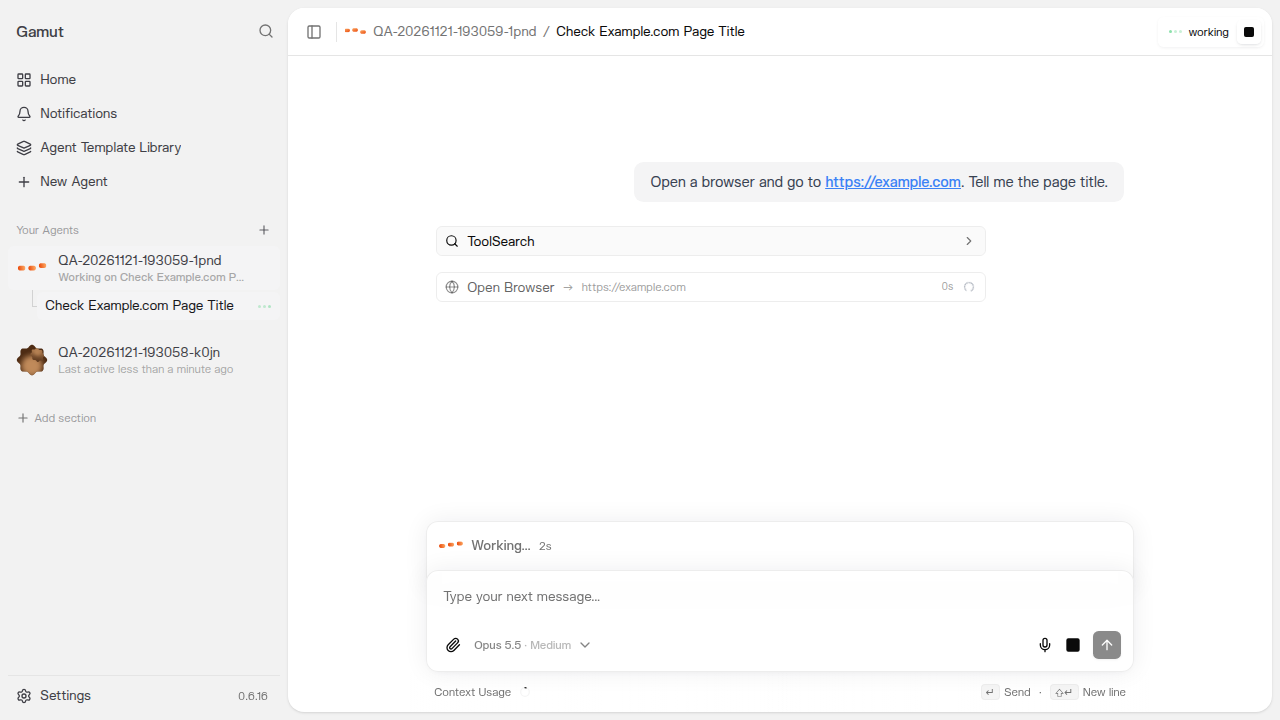 Gamut
Home
Notifications
Agent Template Library
New Agent
Your Agents
QA-20261121-193059-1pnd
Working on Check Example.com P...
Check Example.com Page Title
QA-20261121-193058-k0jn
Last active less than a minute ago
Add section
Settings
0.6.16
QA-20261121-193059-1pnd / Check Example.com Page Title
working
Open a browser and go to https://example.com. Tell me the page title.
ToolSearch
Open Browser → https://example.com
0s
Working... 2s
Type your next message...
Opus 5.5 · Medium
Context Usage
Send · New line